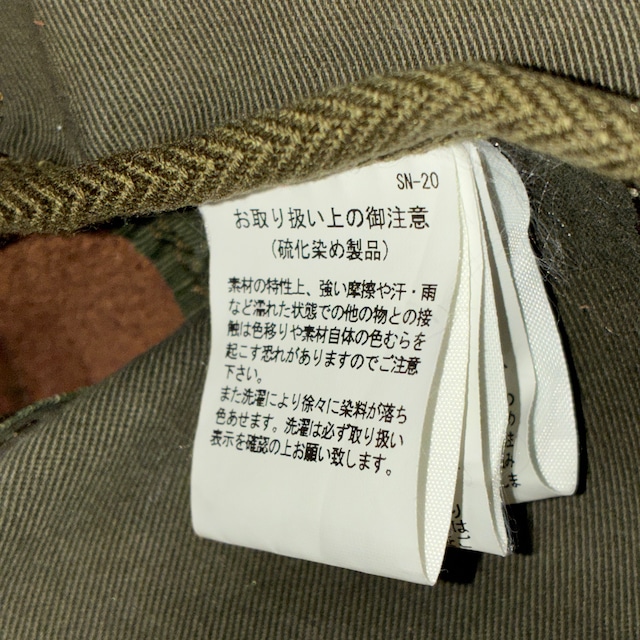 SN-20
お取り扱い上の御注意
（硫化染め製品）
素材の特性上、強い摩擦や汗・雨
など濡れた状態での他の物との接
触は色移りや素材自体の色むらを
起こす恐れがありますのでご注意
下さい。
また洗濯により徐々に染料が落ち
色あせます。洗濯は必ず取り扱い
表示を確認の上お願い致します。